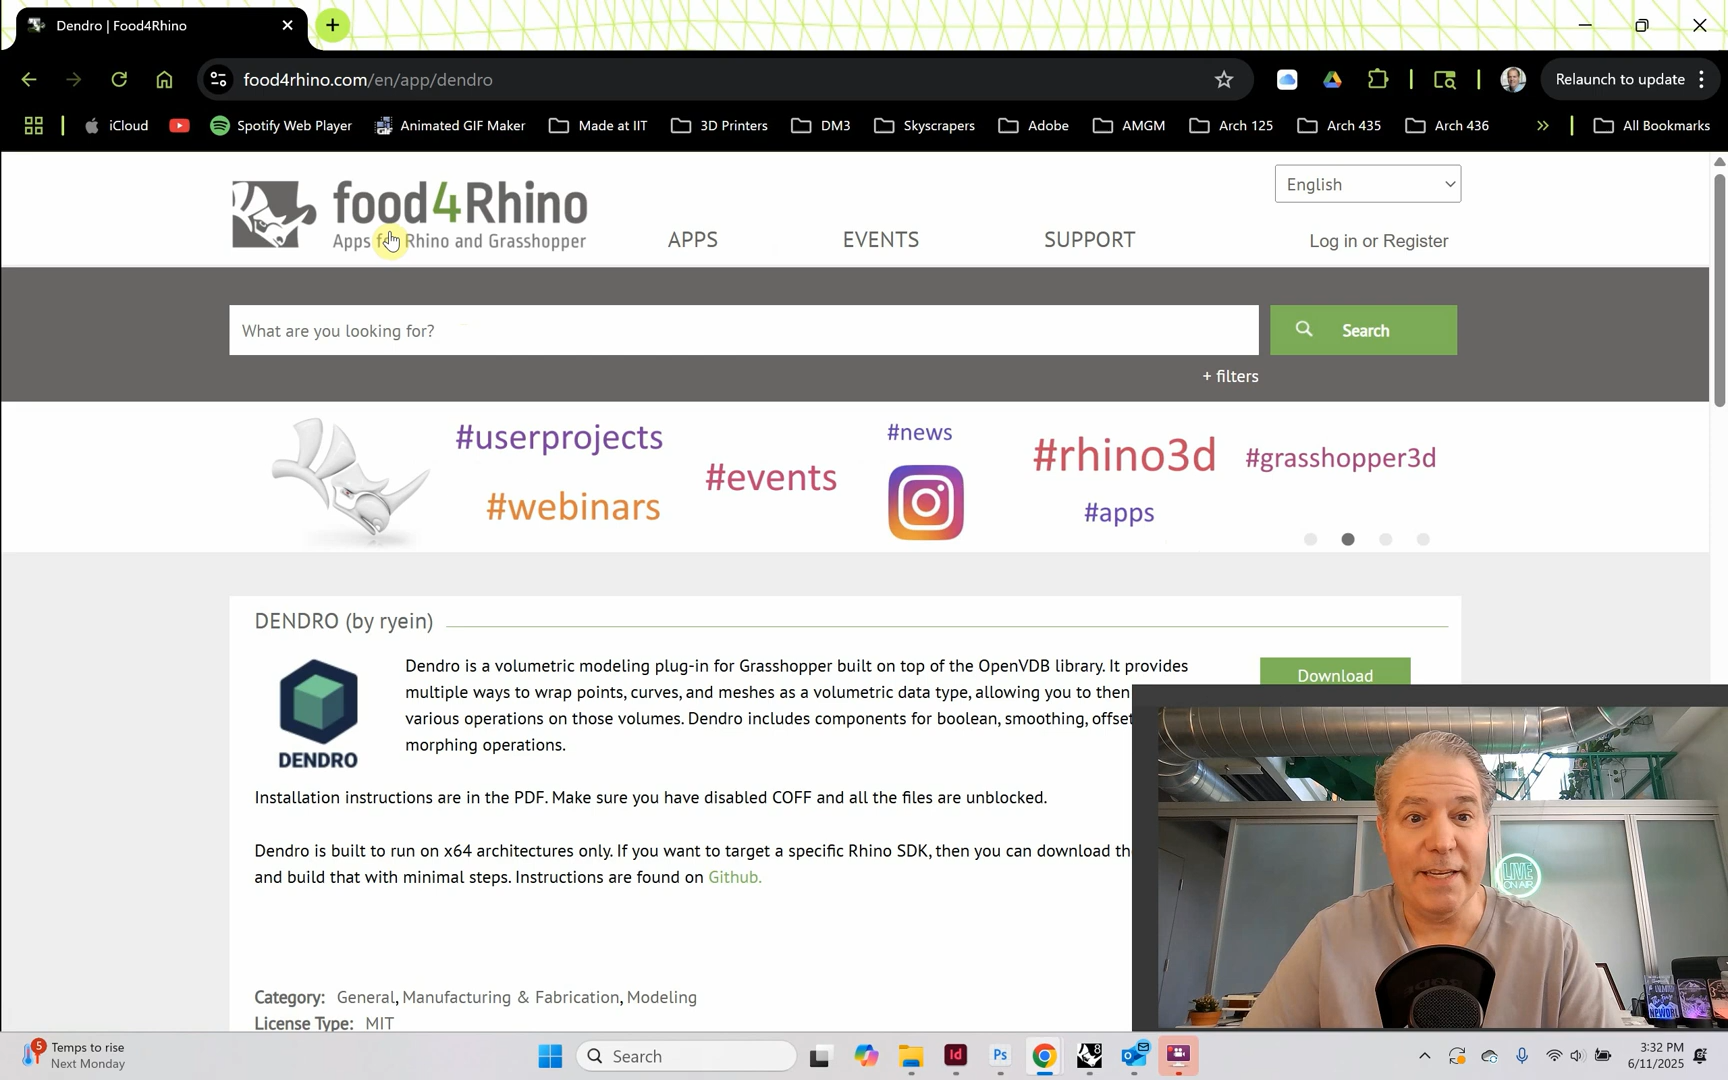 Dendro | Food4Rhino
food4rhino.com/en/app/dendro
Relaunch to update
iCloud
Spotify Web Player
Animated GIF Maker
Made at IIT
3D Printers
DM3
Skyscrapers
Adobe
AMGM
Arch 125
Arch 435
Arch 436
All Bookmarks
food4Rhino
Apps for Rhino and Grasshopper
APPS
EVENTS
SUPPORT
English
Log in or Register
What are you looking for?
Search
+ filters
#userprojects
#webinars
#events
#news
#rhino3d
#apps
#grasshopper3d
DENDRO (by ryein)
DENDRO
Dendro is a volumetric modeling plug-in for Grasshopper built on top of the OpenVDB library. It provides
multiple ways to wrap points, curves, and meshes as a volumetric data type, allowing you to then
various operations on those volumes. Dendro includes components for boolean, smoothing, offset
morphing operations.
Download
Installation instructions are in the PDF. Make sure you have disabled COFF and all the files are unblocked.
Dendro is built to run on x64 architectures only. If you want to target a specific Rhino SDK, then you can download th
and build that with minimal steps. Instructions are found on Github.
LIVE
ON AIR
Category: General, Manufacturing & Fabrication, Modeling
License Type: MIT
5
Temps to rise
Next Monday
Search
Id
Ps
8
3:32 PM
6/11/2025